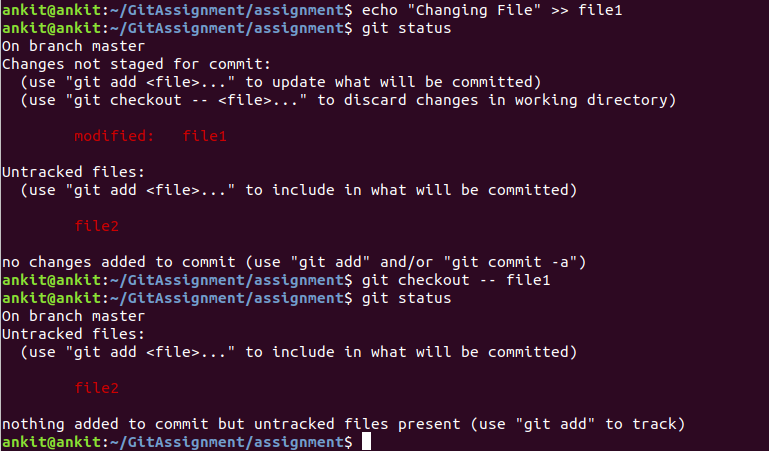 ankit@ankit:~/GitAssignment/assignment$ echo "Changing File" >> file1
ankit@ankit:~/GitAssignment/assignment$ git status
On branch master
Changes not staged for commit:
  (use "git add <file>..." to update what will be committed)
  (use "git checkout -- <file>..." to discard changes in working directory)

        modified:   file1

Untracked files:
  (use "git add <file>..." to include in what will be committed)

        file2

no changes added to commit (use "git add" and/or "git commit -a")
ankit@ankit:~/GitAssignment/assignment$ git checkout -- file1
ankit@ankit:~/GitAssignment/assignment$ git status
On branch master
Untracked files:
  (use "git add <file>..." to include in what will be committed)

        file2

nothing added to commit but untracked files present (use "git add" to track)
ankit@ankit:~/GitAssignment/assignment$